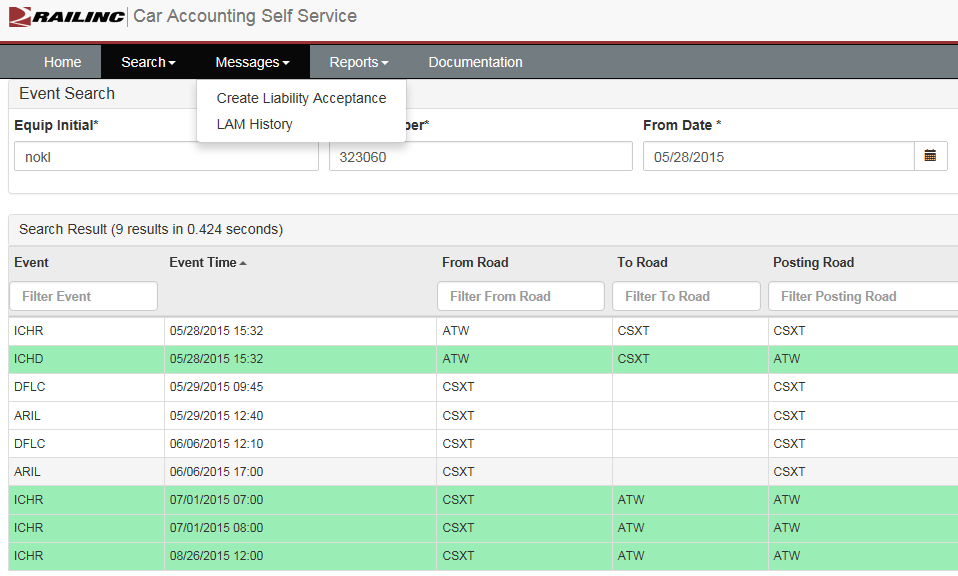 RAILINC Car Accounting Self Service
Home Search Messages Reports Documentation
Event Search
Create Liability Acceptance
LAM History
Equip Initial* ber* From Date *
nokl 323060 05/28/2015
Search Result (9 results in 0.424 seconds)
Event Event Time From Road To Road Posting Road
Filter Event Filter From Road Filter To Road Filter Posting Road
ICHR 05/28/2015 15:32 ATW CSXT CSXT
ICHD 05/28/2015 15:32 ATW CSXT ATW
DFLC 05/29/2015 09:45 CSXT CSXT
ARIL 05/29/2015 12:40 CSXT CSXT
DFLC 06/06/2015 12:10 CSXT CSXT
ARIL 06/06/2015 17:00 CSXT CSXT
ICHR 07/01/2015 07:00 CSXT ATW ATW
ICHR 07/01/2015 08:00 CSXT ATW ATW
ICHR 08/26/2015 12:00 CSXT ATW ATW